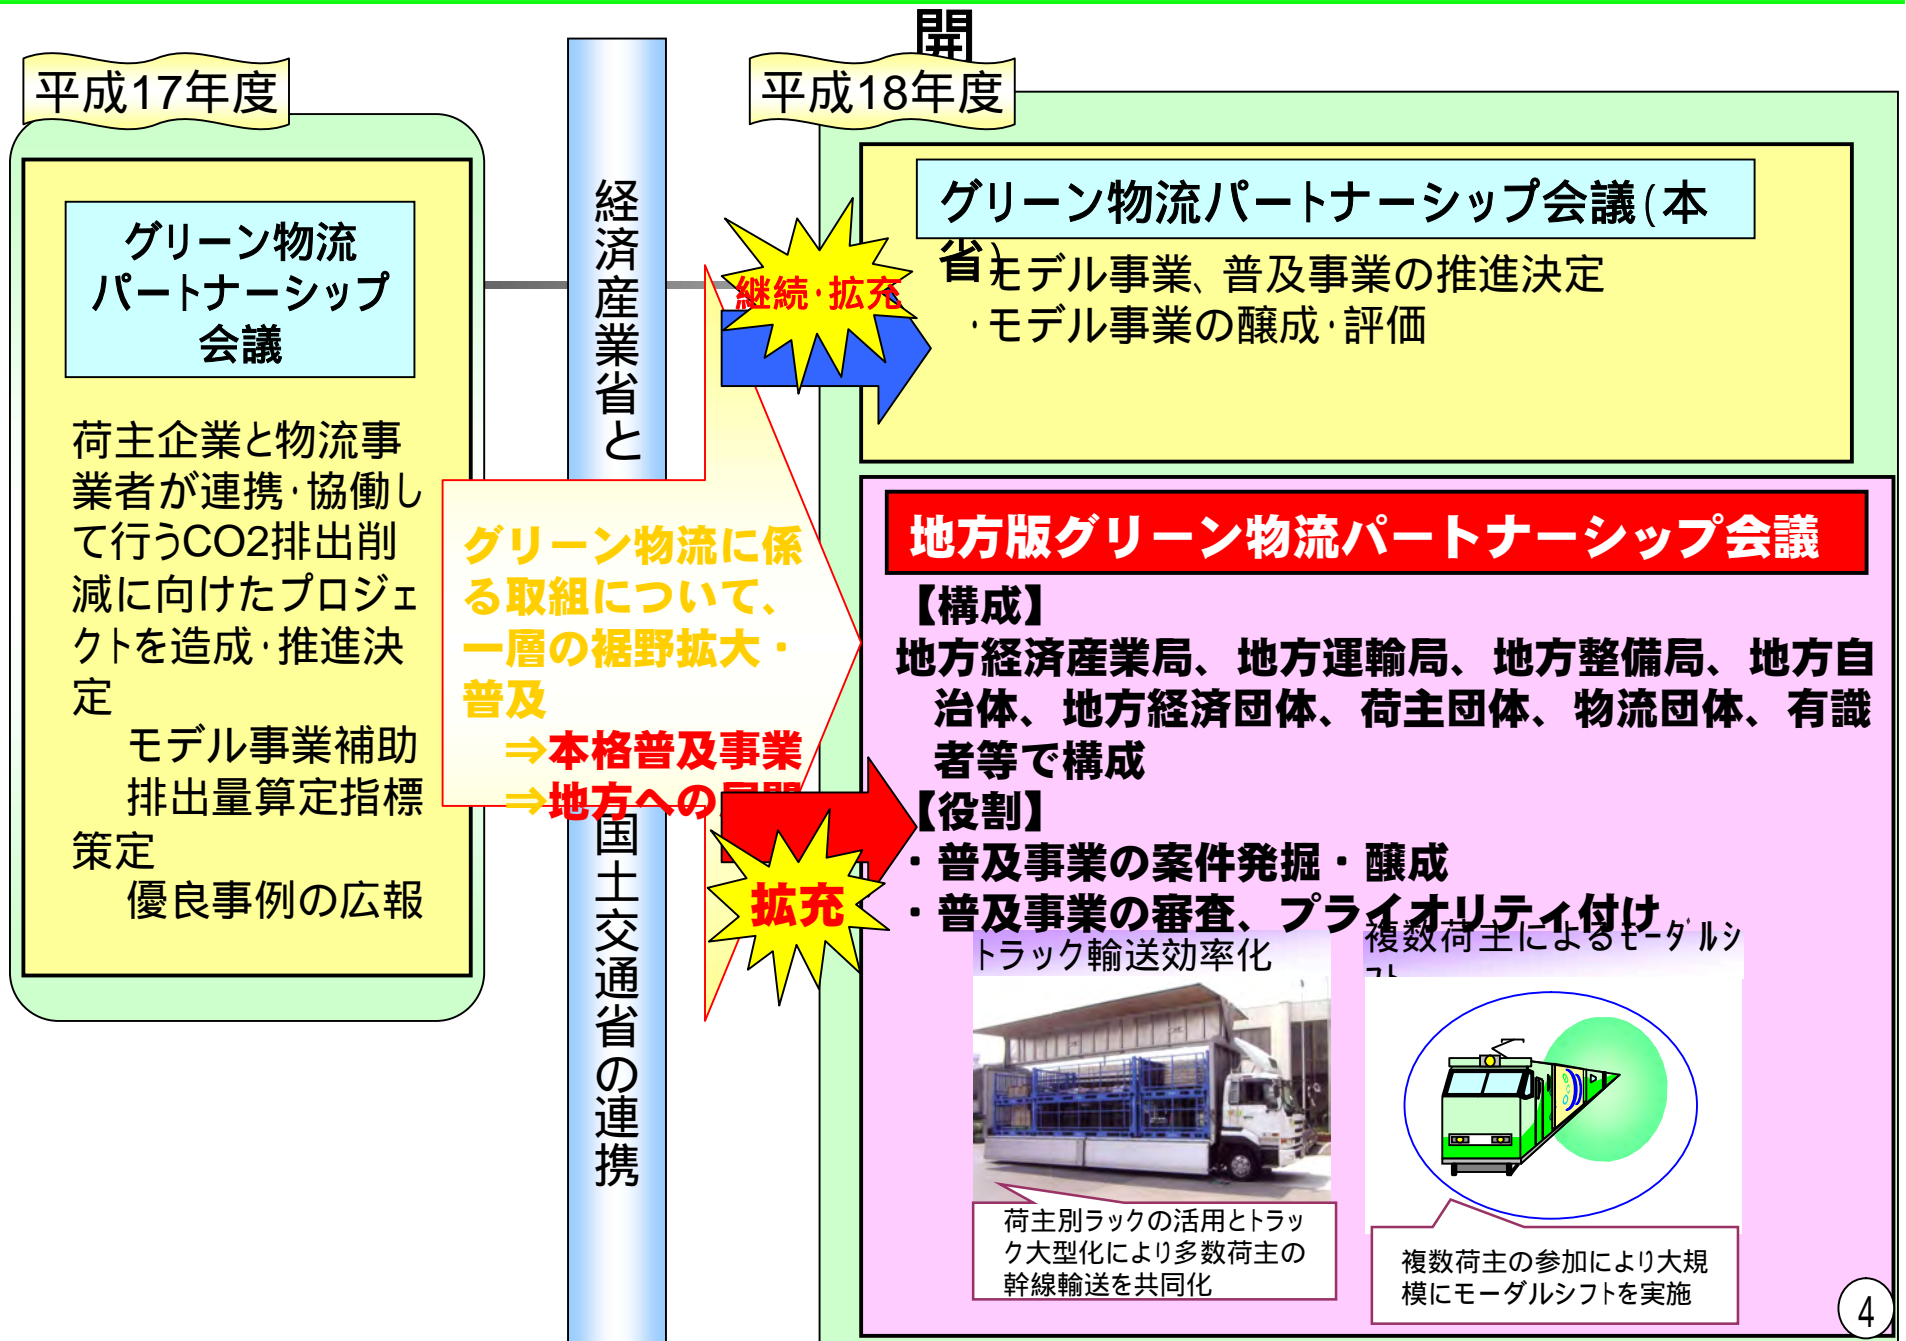 開
平成17年度
グリーン物流
パートナーシップ
会議
荷主企業と物流事
業者が連携・協働し
て行うCO2排出削
減に向けたプロジェ
クトを造成・推進決
定
モデル事業補助
排出量算定指標
策定
優良事例の広報
経済産業省と
国土交通省の連携
グリーン物流に係
る取組について、
一層の裾野拡大・
普及
⇒本格普及事業
⇒地方への
継続・拡充
拡充
平成18年度
グリーン物流パートナーシップ会議(本
省)
モデル事業、普及事業の推進決定
・モデル事業の醸成・評価
地方版グリーン物流パートナーシップ会議
【構成】
地方経済産業局、地方運輸局、地方整備局、地方自
治体、地方経済団体、荷主団体、物流団体、有識
者等で構成
【役割】
・普及事業の案件発掘・醸成
・普及事業の審査、プライオリティ付け
トラック輸送効率化
荷主別ラックの活用とトラッ
ク大型化により多数荷主の
幹線輸送を共同化
複数荷主によるﾓｰﾀﾞﾙｼ
ﾌﾄ
複数荷主の参加により大規
模にモーダルシフトを実施
4